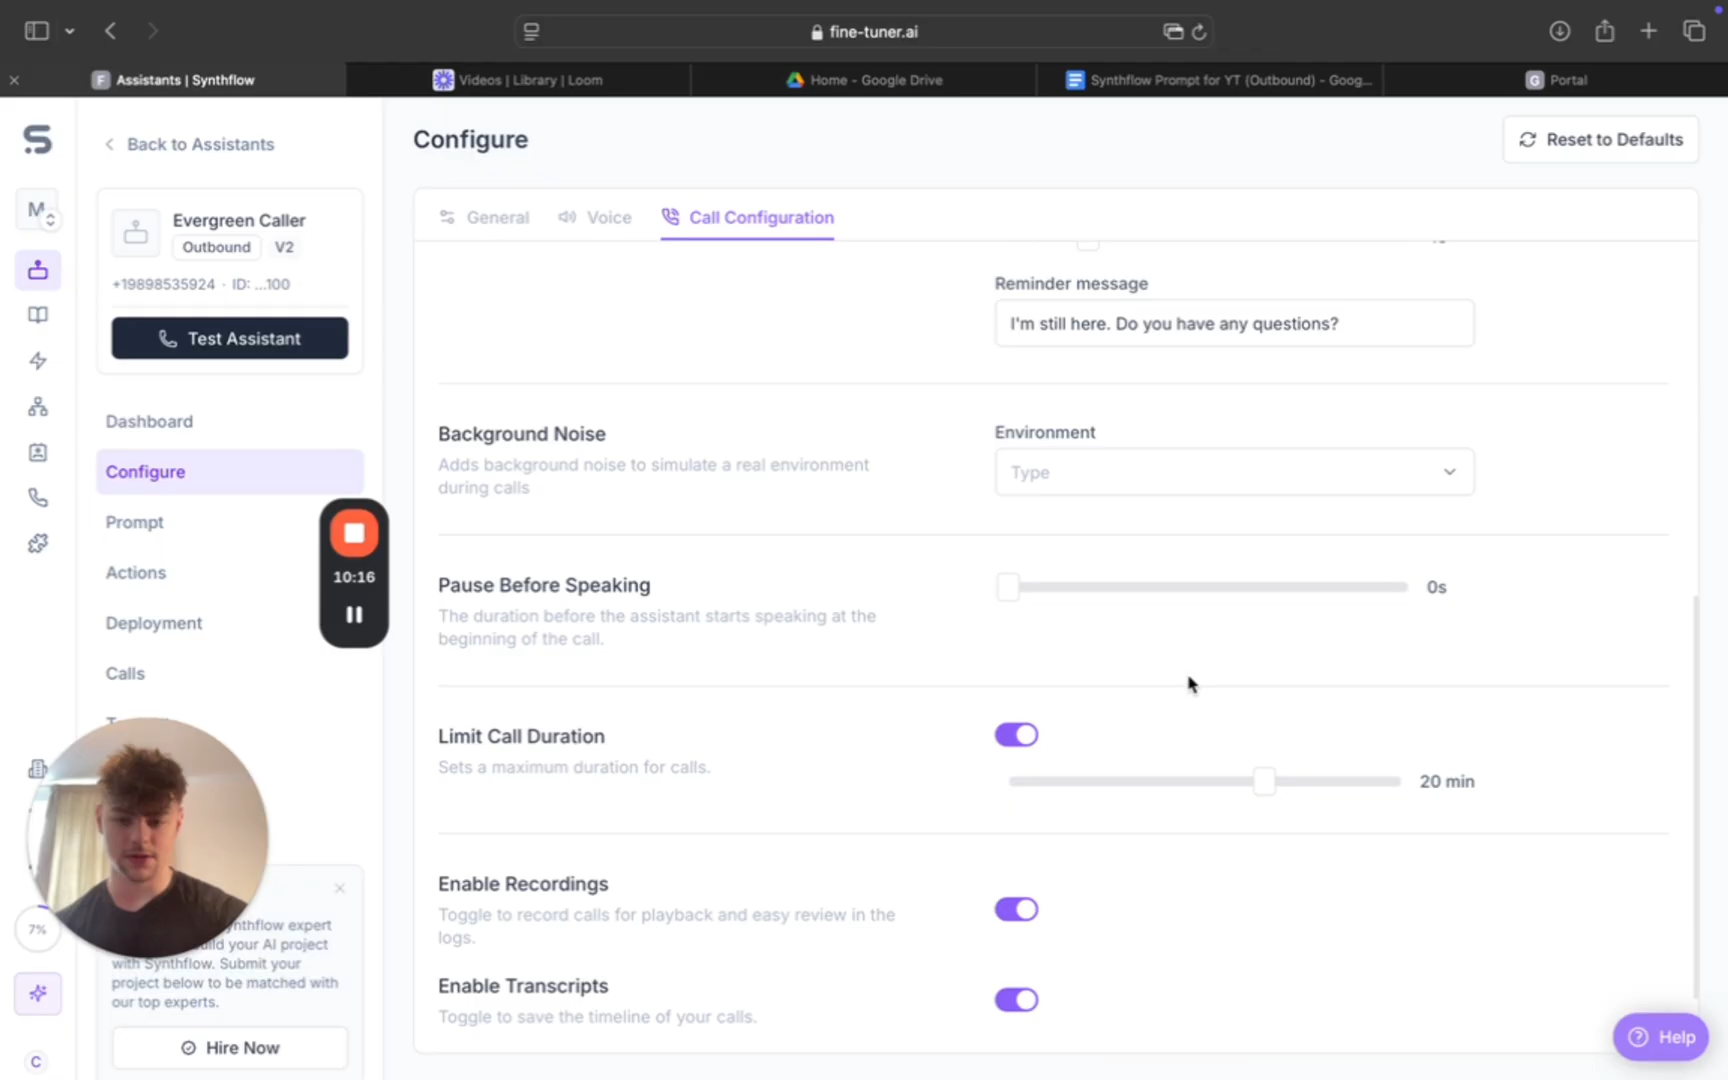 fine-tuner.ai
Assistants | Synthflow
Videos | Library | Loom
Home - Google Drive
Synthflow Prompt for YT (Outbound) - Goog...
G
Portal
Back to Assistants
M
Evergreen Caller
Outbound
V2
+19898535924 · ID: ...100
Test Assistant
Dashboard
Configure
Prompt
Actions
Deployment
Calls
10:16
7%
ynthflow expert
ild your AI project
with Synthflow. Submit your
project below to be matched with
our top experts.
Hire Now
C
Configure
Reset to Defaults
General
Voice
Call Configuration
Reminder message
I'm still here. Do you have any questions?
Background Noise
Adds background noise to simulate a real environment
during calls
Environment
Type
Pause Before Speaking
The duration before the assistant starts speaking at the
beginning of the call.
0s
Limit Call Duration
Sets a maximum duration for calls.
20 min
Enable Recordings
Toggle to record calls for playback and easy review in the
logs.
Enable Transcripts
Toggle to save the timeline of your calls.
Help